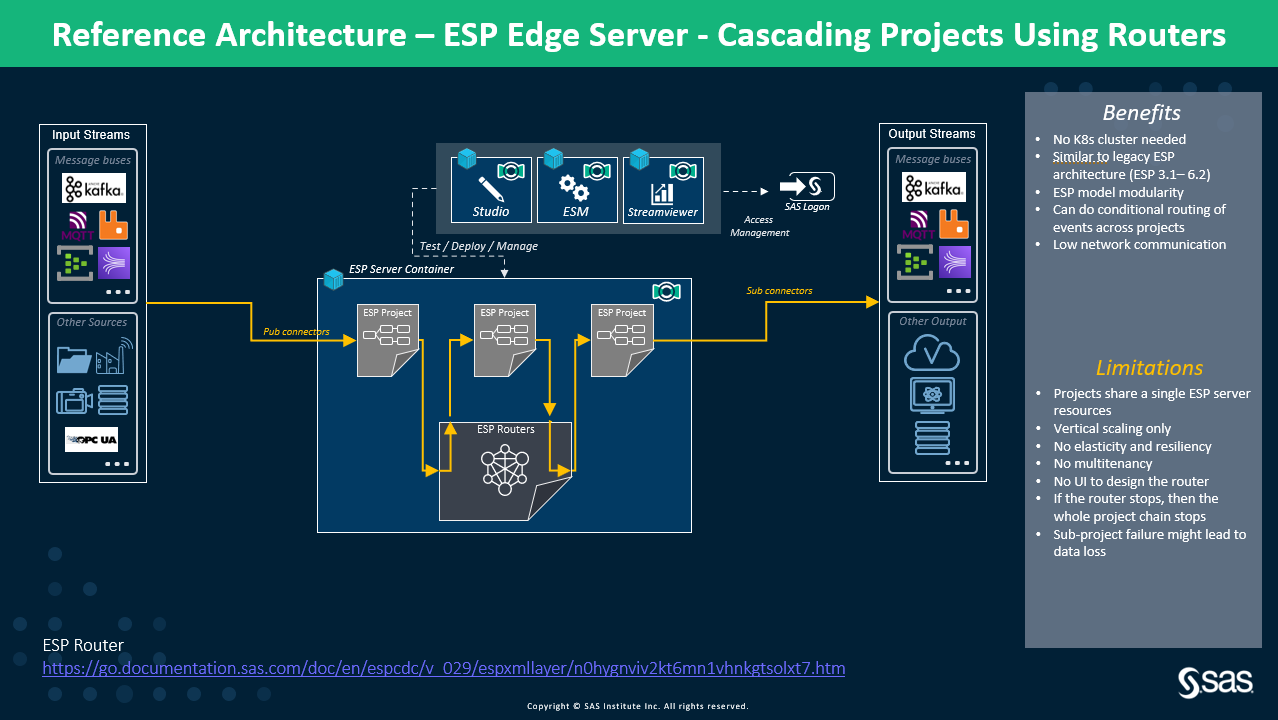 Reference Architecture – ESP Edge Server - Cascading Projects Using Routers
Input Streams
Message buses
kafka
MQTT
Other Sources
OPC UA
Studio
ESM
Streamviewer
SAS Logon
Access
Management
Test / Deploy / Manage
ESP Server Container
ESP Project
ESP Project
ESP Project
Pub connectors
Sub connectors
ESP Routers
Output Streams
Message buses
kafka
MQTT
Other Output
Benefits
• No K8s cluster needed
• Similar to legacy ESP
architecture (ESP 3.1– 6.2)
• ESP model modularity
• Can do conditional routing of
events across projects
• Low network communication
Limitations
• Projects share a single ESP server
resources
• Vertical scaling only
• No elasticity and resiliency
• No multitenancy
• No UI to design the router
• If the router stops, then the
whole project chain stops
• Sub-project failure might lead to
data loss
ESP Router
https://go.documentation.sas.com/doc/en/espcdc/v_029/espxmllayer/n0hygnviv2kt6mn1vhnkgtsolxt7.htm
sas
Copyright © SAS Institute Inc. All rights reserved.